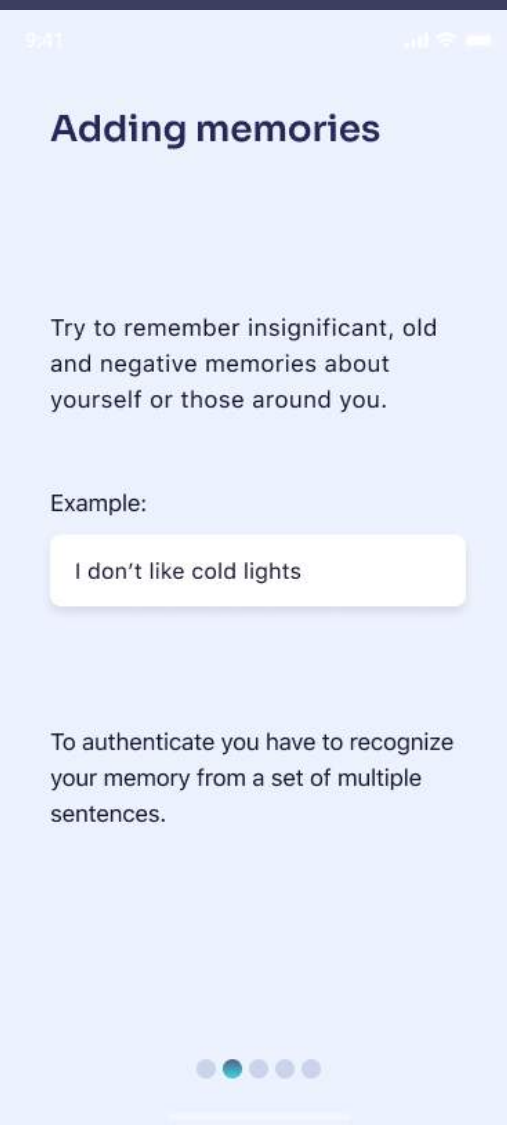 9:41
Adding memories
Try to remember insignificant, old
and negative memories about
yourself or those around you.
Example:
I don’t like cold lights
To authenticate you have to recognize
your memory from a set of multiple
sentences.